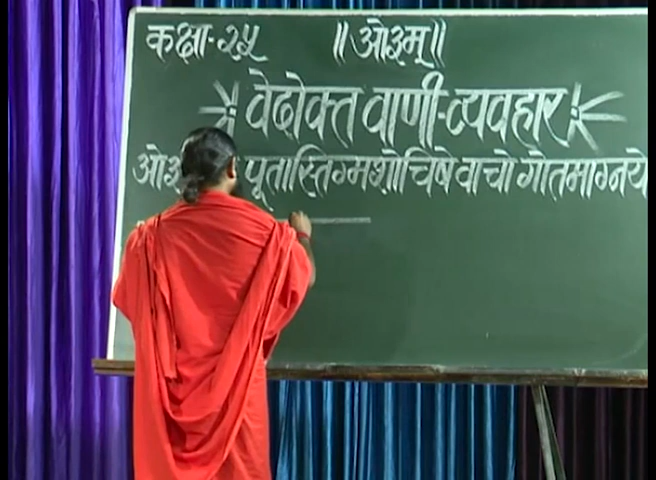 कक्षा-२५ ॥ओ३म्॥
वेदोक्त वाणी-व्यवहार
पूतास्तिग्मशोचिषे वाचो गोतमाग्नये